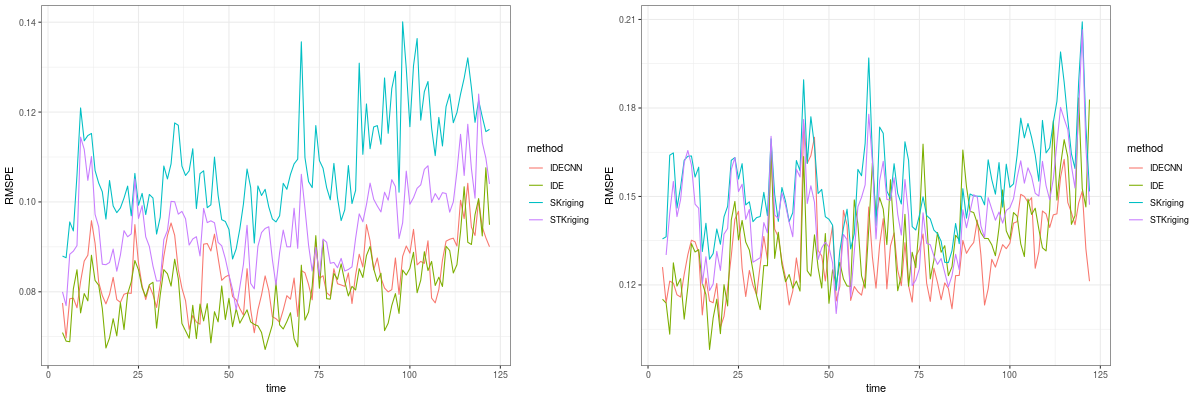 0.14
0.12
0.10
0.08
RMSPE
0 25 50 75 100 125
time
method
IDECNN
IDE
SKriging
STKriging
0.21
0.18
0.15
0.12
RMSPE
0 25 50 75 100 125
time
method
IDECNN
IDE
SKriging
STKriging